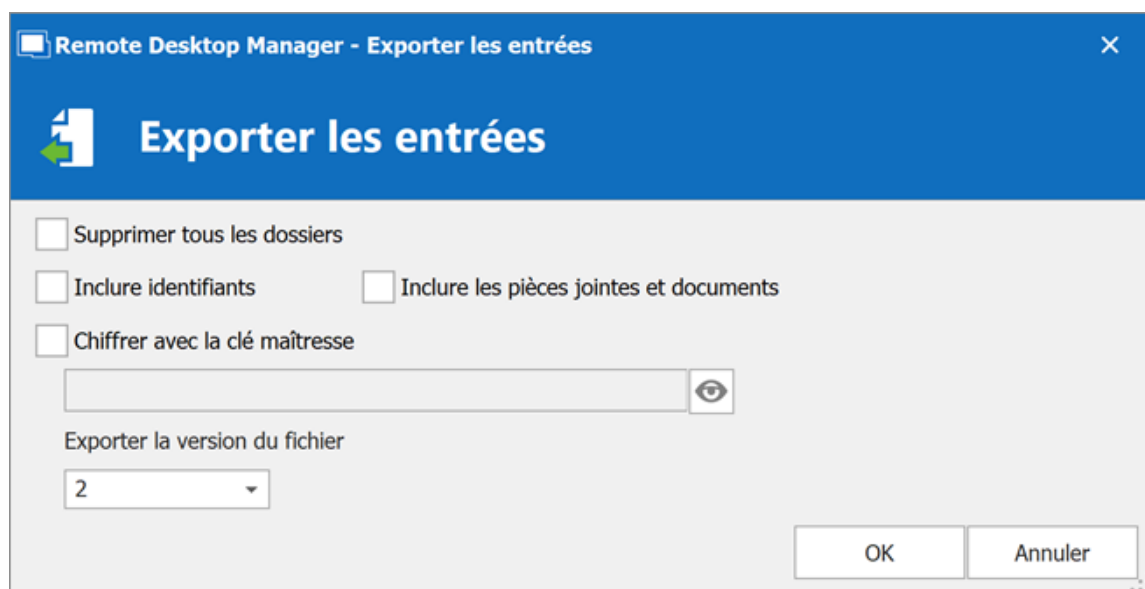 Remote Desktop Manager - Exporter les entrées
Exporter les entrées
Supprimer tous les dossiers
Inclure identifiants Inclure les pièces jointes et documents
Chiffrer avec la clé maîtresse
Exporter la version du fichier
2
OK Annuler